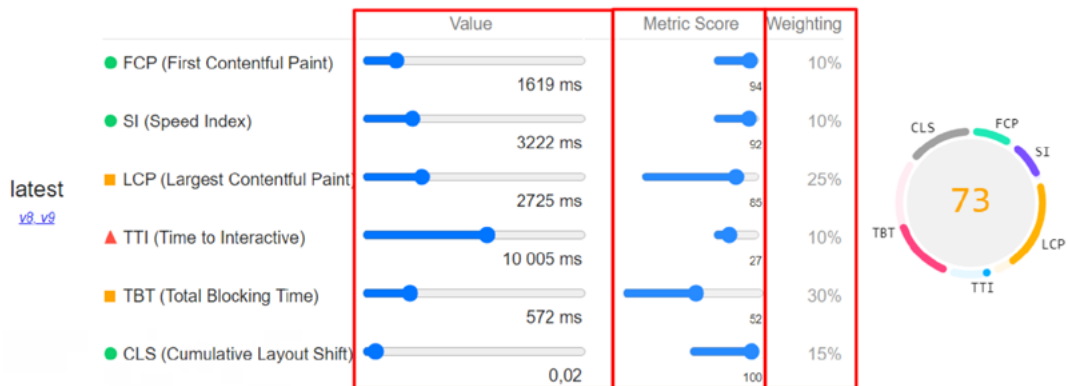 Value Metric Score Weighting
FCP (First Contentful Paint) 10%
1619 ms 94
SI (Speed Index) 10%
3222 ms 92
latest
v8, v9
LCP (Largest Contentful Paint) 25%
2725 ms 85
TTI (Time to Interactive) 10%
10 005 ms 27
TBT (Total Blocking Time) 30%
572 ms 52
CLS (Cumulative Layout Shift) 15%
0,02 100
CLS
FCP
SI
73
TBT
LCP
TTI